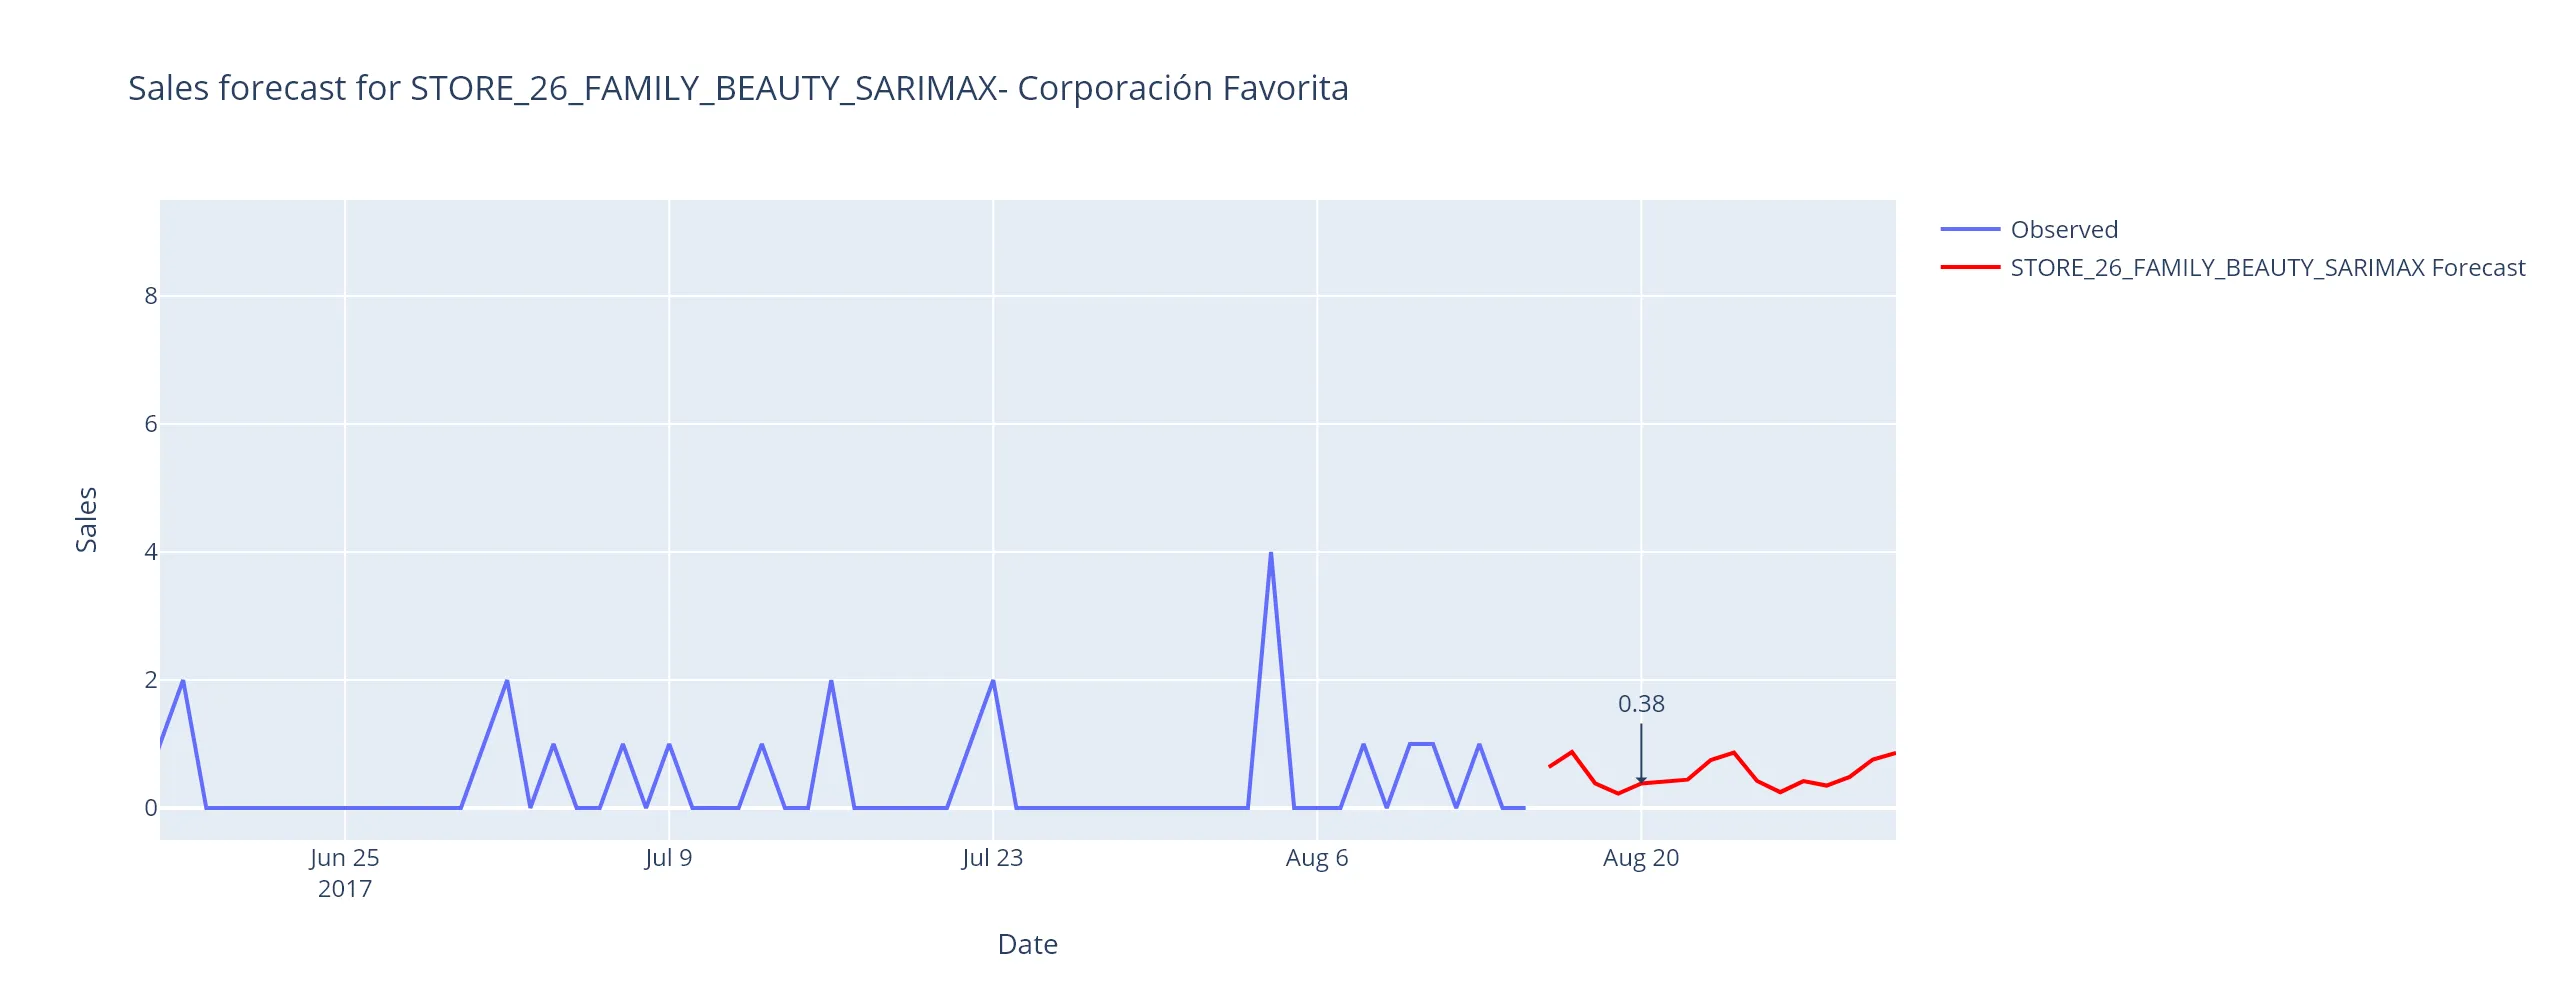 Sales forecast for STORE_26_FAMILY_BEAUTY_SARIMAX- Corporación Favorita
Observed
STORE_26_FAMILY_BEAUTY_SARIMAX Forecast
8
6
4
2
0
Sales
0.38
Jun 25
2017
Jul 9
Jul 23
Aug 6
Aug 20
Date